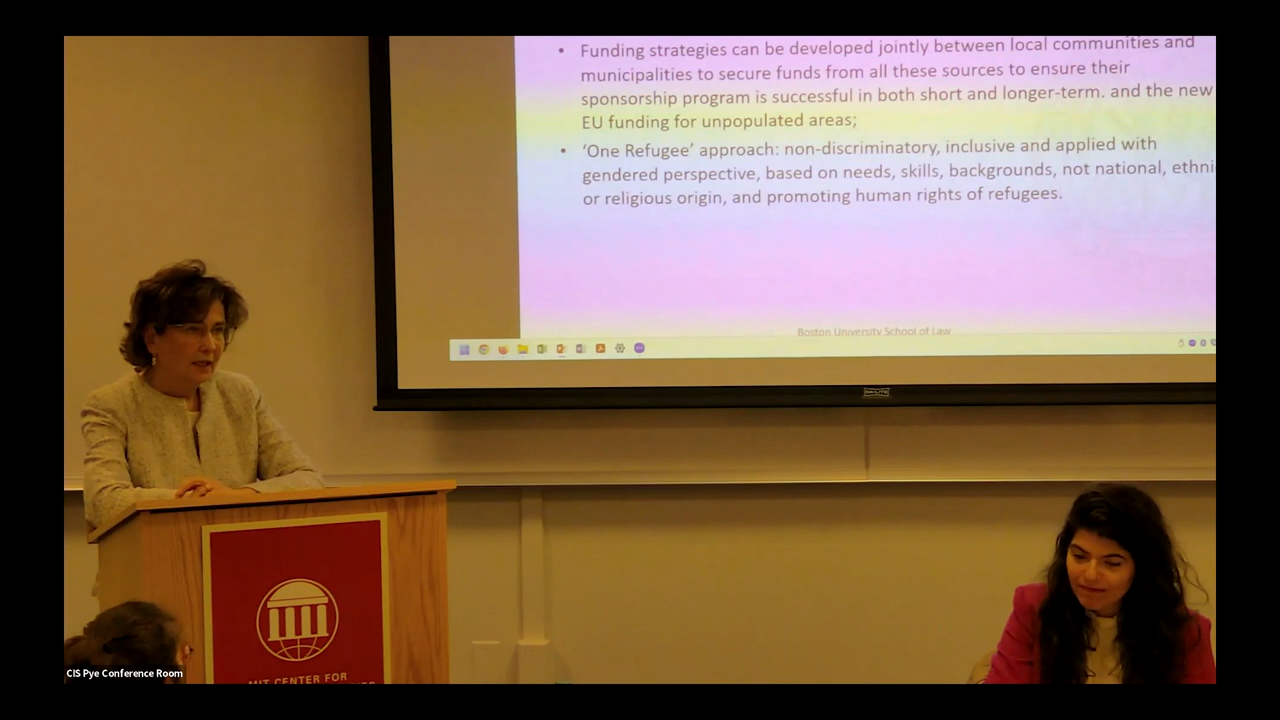 • Funding strategies can be developed jointly between local communities and
municipalities to secure funds from all these sources to ensure their
sponsorship program is successful in both short and longer-term. and the new
EU funding for unpopulated areas;
• ‘One Refugee’ approach: non-discriminatory, inclusive and applied with
gendered perspective, based on needs, skills, backgrounds, not national, ethni
or religious origin, and promoting human rights of refugees.
Boston University School of Law
DA-LITE
MIT CENTER FOR
CIS Pye Conference Room